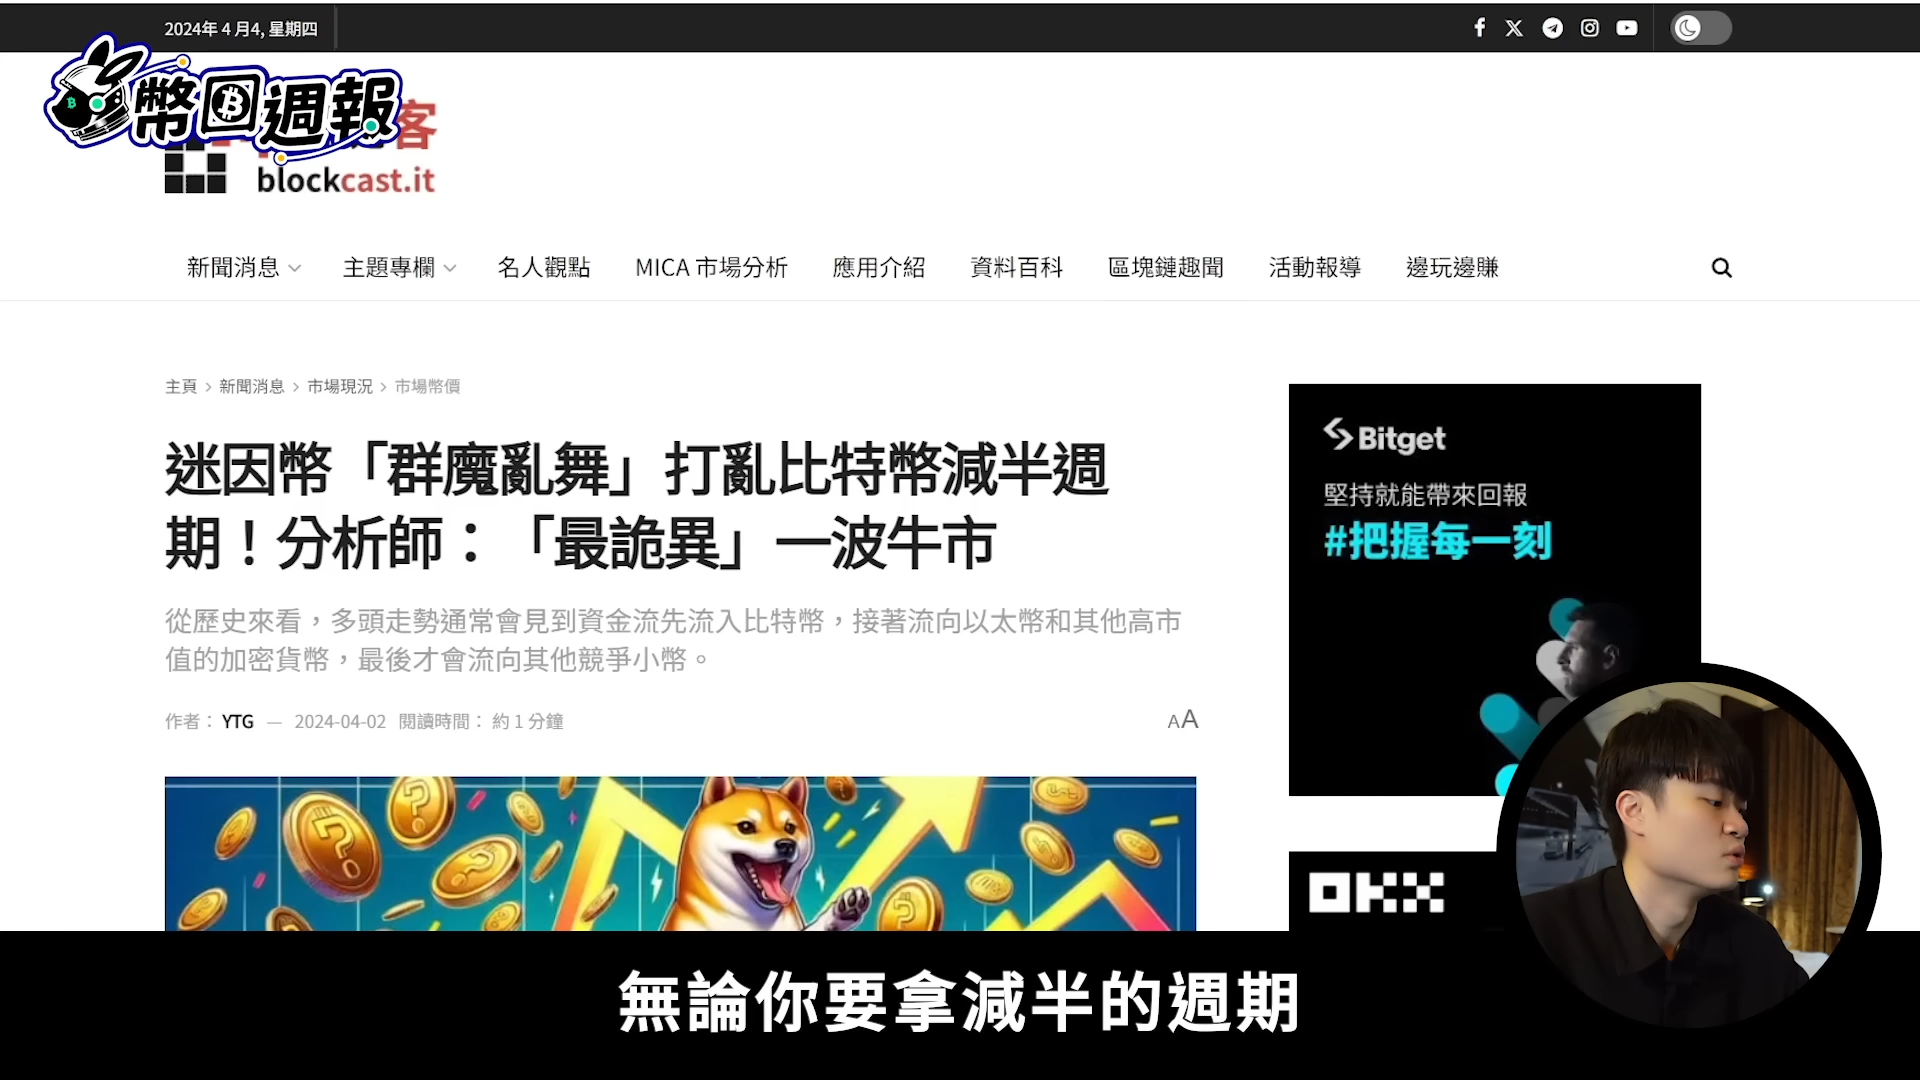 2024年 4 月4, 星期四
幣回週報
客
blockcast.it
新聞消息 主題專欄 名人觀點 MICA 市場分析 應用介紹 資料百科 區塊鏈趣聞 活動報導 邊玩邊賺
主頁 > 新聞消息 > 市場現況 > 市場幣價
迷因幣「群魔亂舞」打亂比特幣減半週
期！分析師：「最詭異」一波牛市
從歷史來看，多頭走勢通常會見到資金流先流入比特幣，接著流向以太幣和其他高市
值的加密貨幣，最後才會流向其他競爭小幣。
作者： YTG — 2024-04-02 閱讀時間： 約 1 分鐘
AA
Bitget
堅持就能帶來回報
#把握每一刻
OKX
無論你要拿減半的週期